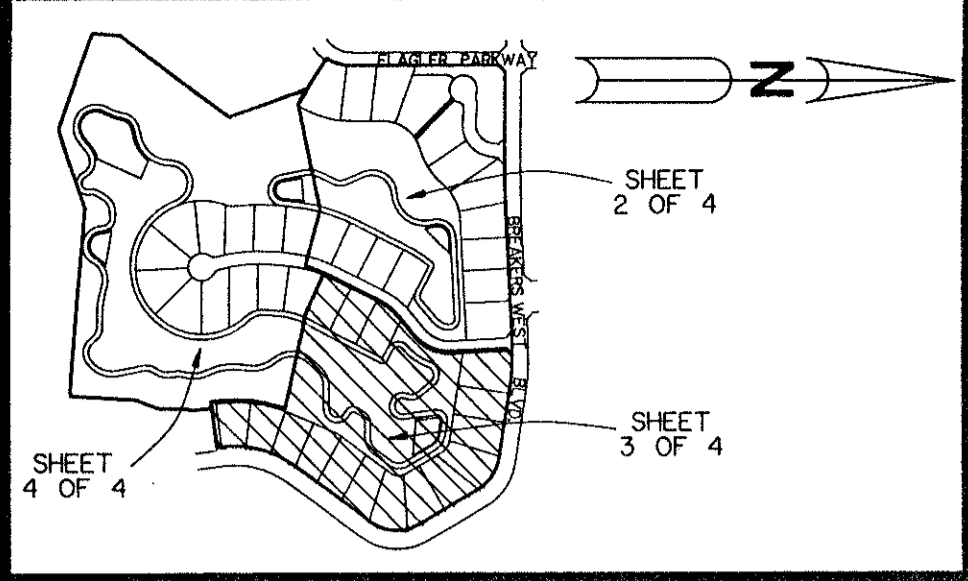 FLAGLER PARKWAY
N
SHEET
2 OF 4
BREAKERS WEST BLVD.
SHEET
3 OF 4
SHEET
4 OF 4